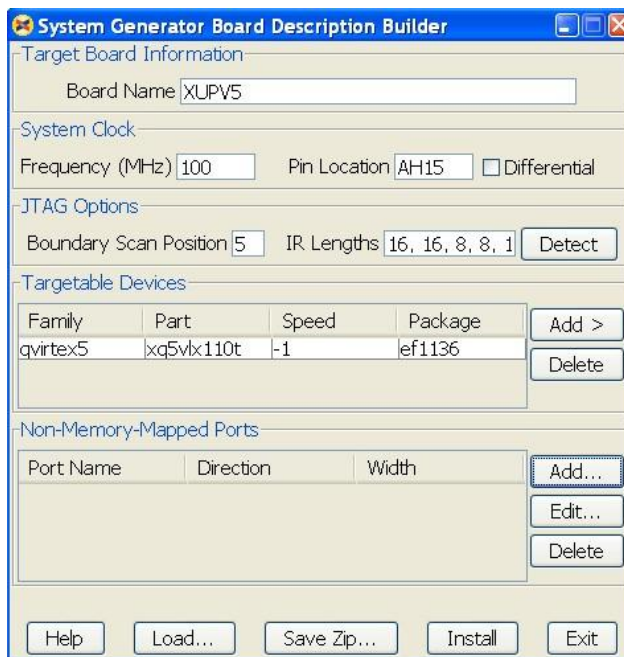 System Generator Board Description Builder
Target Board Information
Board Name XUPV5
System Clock
Frequency (MHz) 100 Pin Location AH15 Differential
JTAG Options
Boundary Scan Position 5 IR Lengths 16, 16, 8, 8, 1 Detect
Targetable Devices
Family Part Speed Package Add >
qvirtex5 xq5vlx110t -1 ef1136
Delete
Non-Memory-Mapped Ports
Port Name Direction Width Add...
Edit...
Delete
Help Load... Save Zip... Install Exit